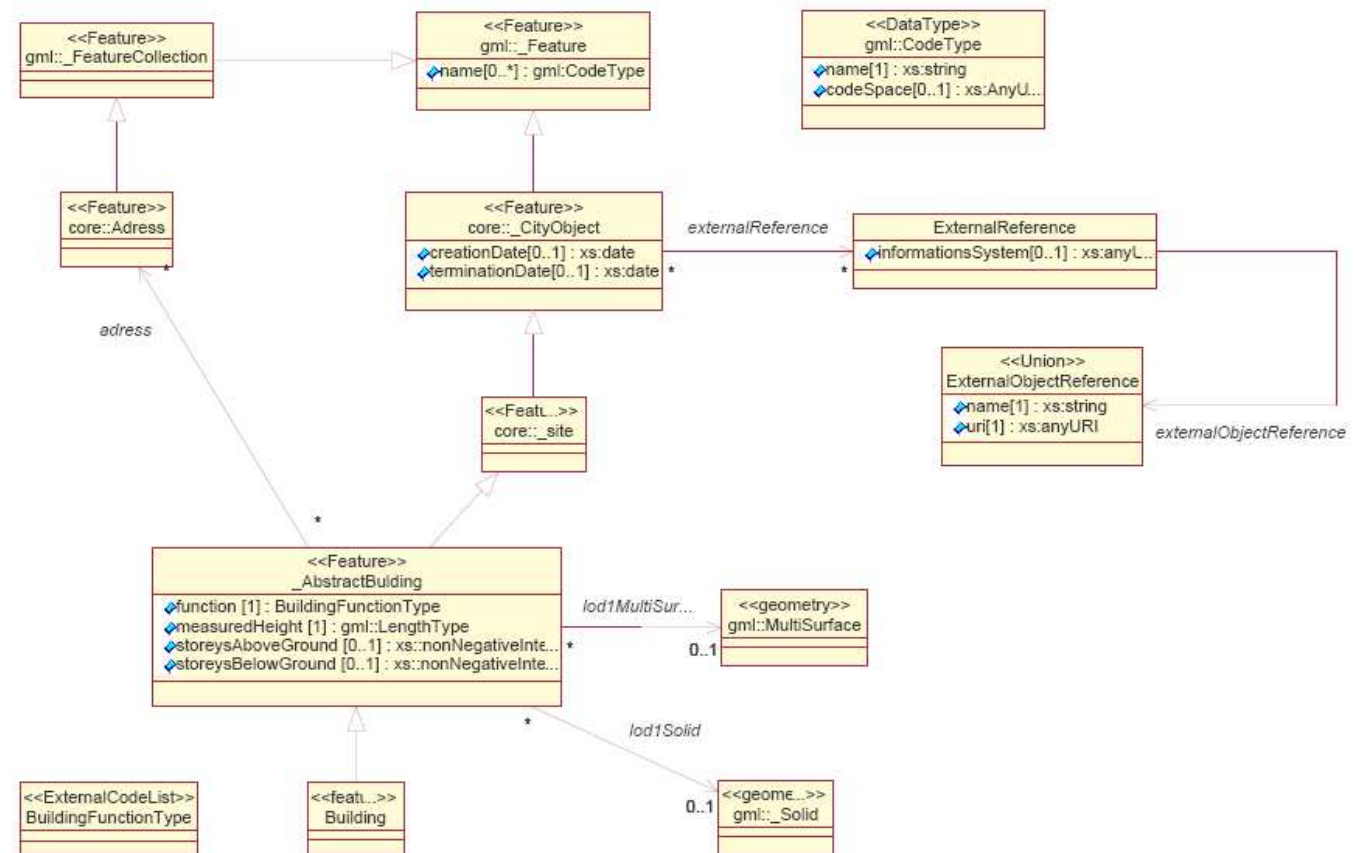 <<Feature>>
gml::_FeatureCollection
<<Feature>>
gml::_Feature
name[0..*] : gml:CodeType
<<DataType>>
gml::CodeType
name[1] : xs:string
codeSpace[0..1] : xs:AnyU...
<<Feature>>
core::Adress
*
<<Feature>>
core::_CityObject
creationDate[0..1] : xs:date
terminationDate[0..1] : xs:date
*
externalReference
*
ExternalReference
informationsSystem[0..1] : xs:anyL...
adress
*
<<Featu...>>
core::_site
<<Union>>
ExternalObjectReference
name[1] : xs:string
uri[1] : xs:anyURI
externalObjectReference
<<Feature>>
_AbstractBulding
function [1] : BuildingFunctionType
measuredHeight [1] : gml::LengthType
storeysAboveGround [0..1] : xs::nonNegativeInte...
storeysBelowGround [0..1] : xs::nonNegativeInte...
*
lod1MultiSur...
0..1
<<geometry>>
gml::MultiSurface
*
lod1Solid
0..1
<<ExternalCodeList>>
BuildingFunctionType
<<featu...>>
Building
<<geome...>>
gml::_Solid